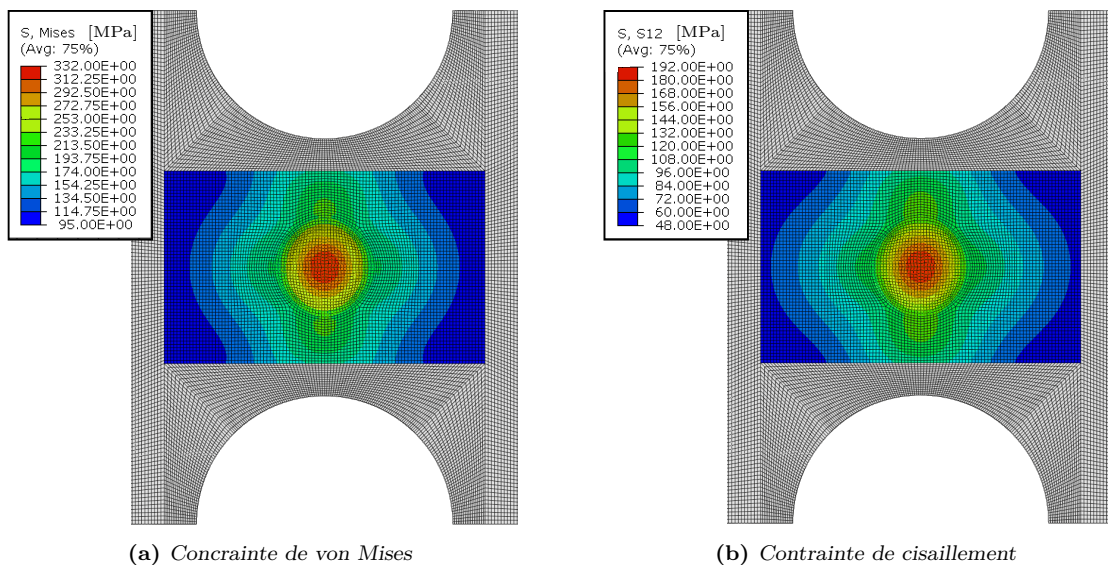 S, Mises [MPa]
(Avg: 75%)
332.00E+00
312.25E+00
292.50E+00
272.75E+00
253.00E+00
233.25E+00
213.50E+00
193.75E+00
174.00E+00
154.25E+00
134.50E+00
114.75E+00
95.00E+00
S, S12 [MPa]
(Avg: 75%)
192.00E+00
180.00E+00
168.00E+00
156.00E+00
144.00E+00
132.00E+00
120.00E+00
108.00E+00
96.00E+00
84.00E+00
72.00E+00
60.00E+00
48.00E+00
(a) Concrainte de von Mises
(b) Contrainte de cisaillement